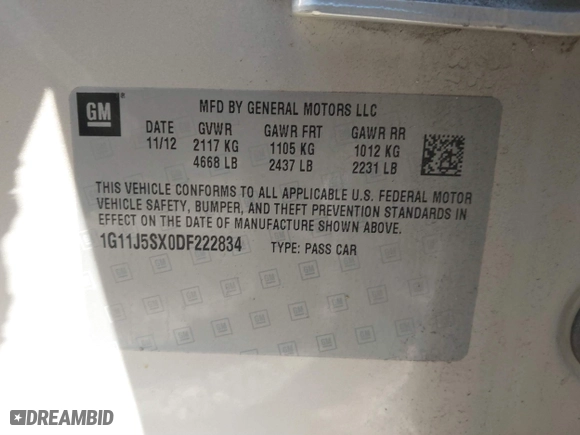 GM
MFD BY GENERAL MOTORS LLC
DATE GVWR GAWR FRT GAWR RR
11/12 2117 KG 1105 KG 1012 KG
4668 LB 2437 LB 2231 LB
THIS VEHICLE CONFORMS TO ALL APPLICABLE U.S. FEDERAL MOTOR
VEHICLE SAFETY, BUMPER, AND THEFT PREVENTION STANDARDS IN
EFFECT ON THE DATE OF MANUFACTURE SHOWN ABOVE.
1G11J5SX0DF222834 TYPE: PASS CAR
DREAMBID